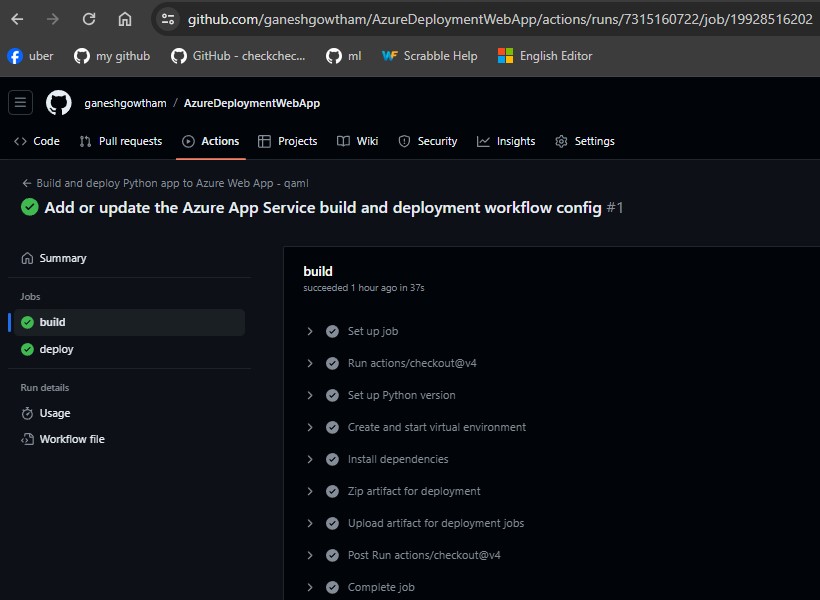 github.com/ganeshgowtham/AzureDeploymentWebApp/actions/runs/7315160722/job/19928516202
uber my github GitHub - checkchec... ml WF Scrabble Help English Editor
ganeshgowtham / AzureDeploymentWebApp
Code Pull requests Actions Projects Wiki Security Insights Settings
Build and deploy Python app to Azure Web App - qaml
Add or update the Azure App Service build and deployment workflow config #1
Summary
Jobs
build
deploy
Run details
Usage
Workflow file
build
succeeded 1 hour ago in 37s
Set up job
Run actions/checkout@v4
Set up Python version
Create and start virtual environment
Install dependencies
Zip artifact for deployment
Upload artifact for deployment jobs
Post Run actions/checkout@v4
Complete job